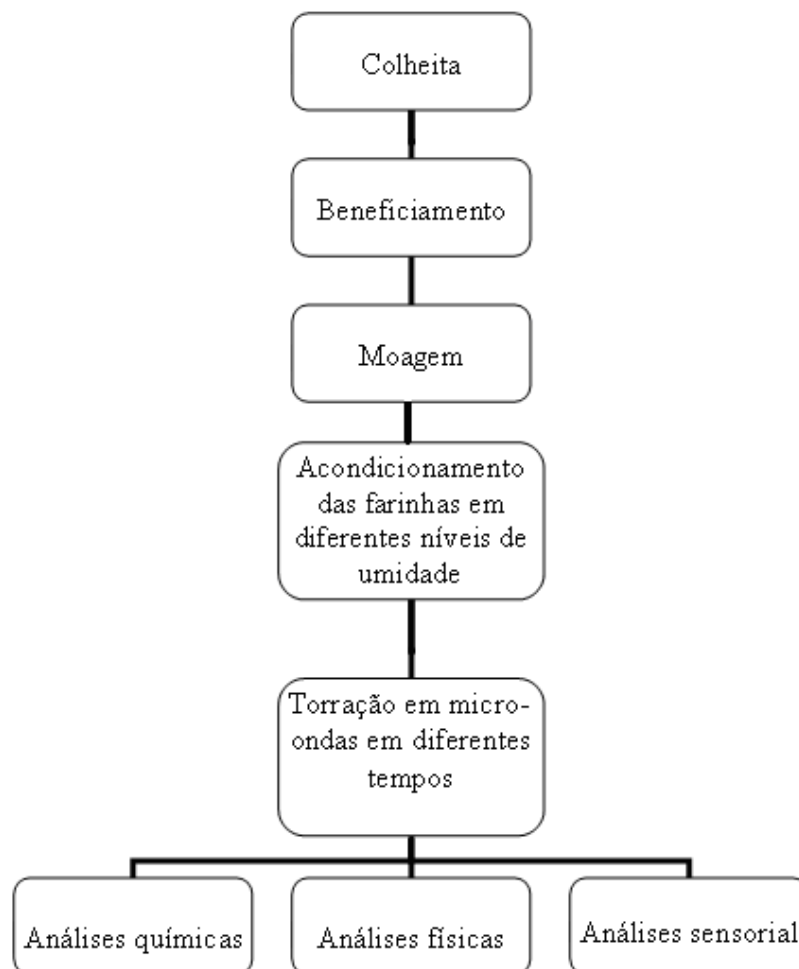 Colheita
Beneficiamento
Moagem
Acondicionamento
das farinhas em
diferentes níveis de
umidade
Torração em micro-
ondas em diferentes
tempos
Análises químicas
Análises físicas
Análises sensorial